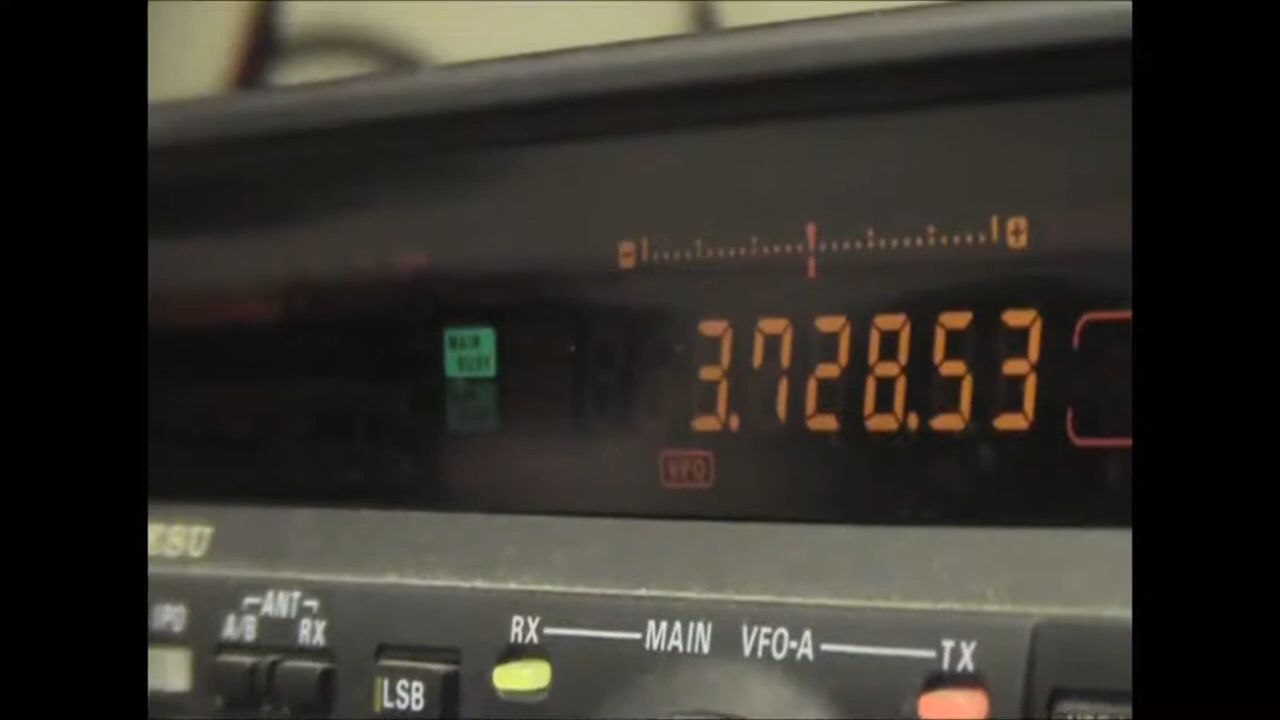 - +
MAIN
BUSY
3.728.53
VFO
ESU
ANT
A/B RX
RX MAIN VFO-A TX
LSB